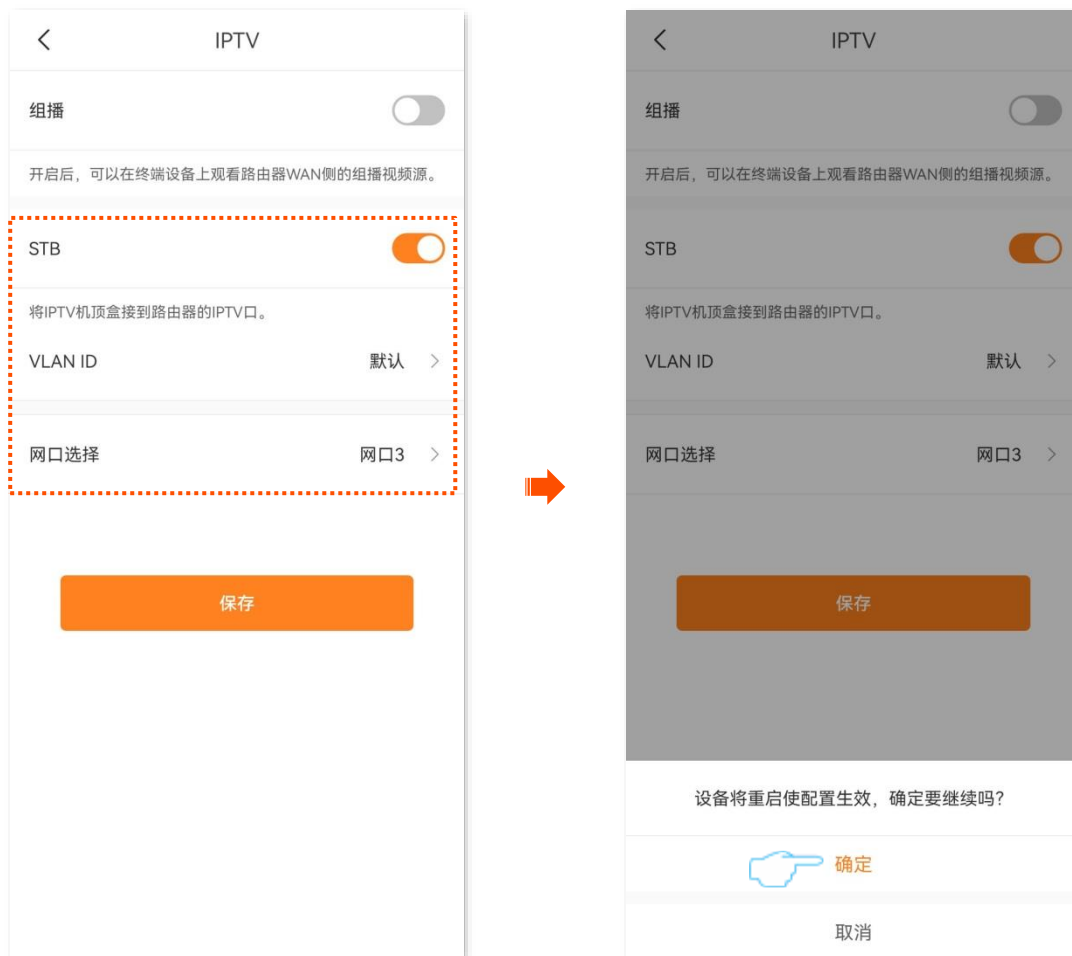 IPTV
组播
开启后，可以在终端设备上观看路由器WAN侧的组播视频源。
STB
将IPTV机顶盒接到路由器的IPTV口。
VLAN ID 默认
网口选择 网口3
保存
IPTV
组播
开启后，可以在终端设备上观看路由器WAN侧的组播视频源。
STB
将IPTV机顶盒接到路由器的IPTV口。
VLAN ID 默认
网口选择 网口3
保存
设备将重启使配置生效，确定要继续吗？
确定
取消